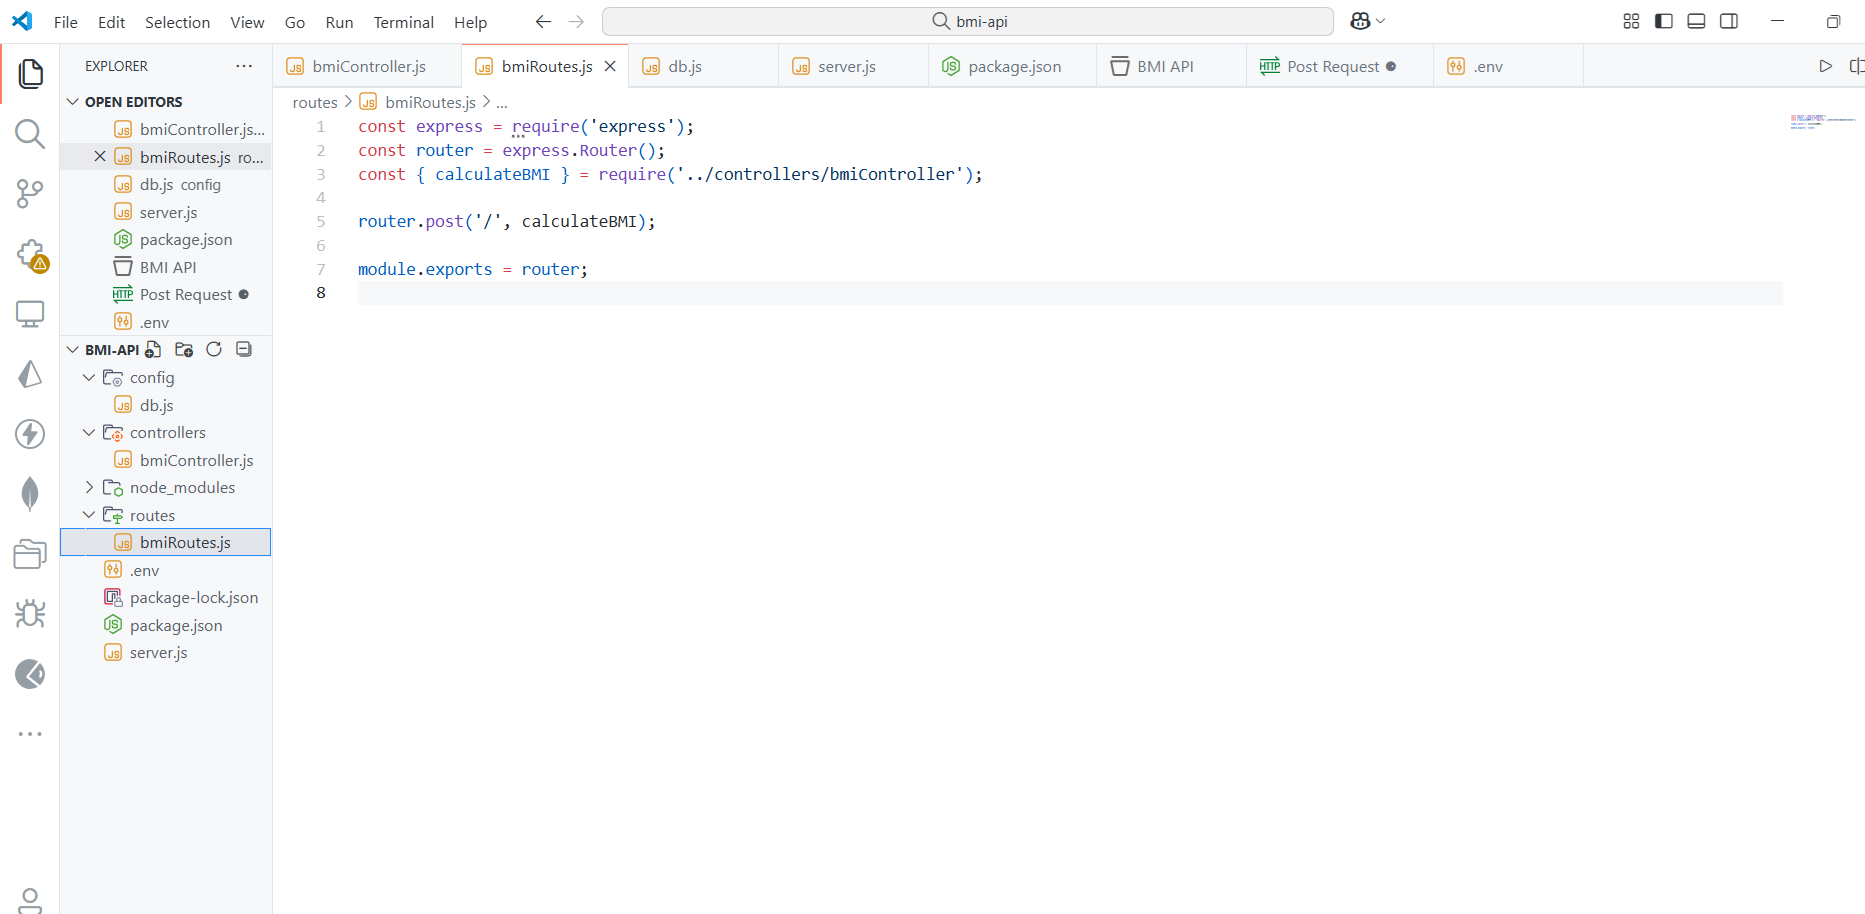 File Edit Selection View Go Run Terminal Help
bmi-api
EXPLORER
bmiController.js
bmiRoutes.js
db.js
server.js
package.json
BMI API
Post Request
.env
OPEN EDITORS
bmiController.js...
bmiRoutes.js ro...
db.js config
server.js
package.json
BMI API
Post Request
.env
BMI-API
config
db.js
controllers
bmiController.js
node_modules
routes
bmiRoutes.js
.env
package-lock.json
package.json
server.js
routes > bmiRoutes.js > ...
1 const express = require('express');
2 const router = express.Router();
3 const { calculateBMI } = require('../controllers/bmiController');
4
5 router.post('/', calculateBMI);
6
7 module.exports = router;
8